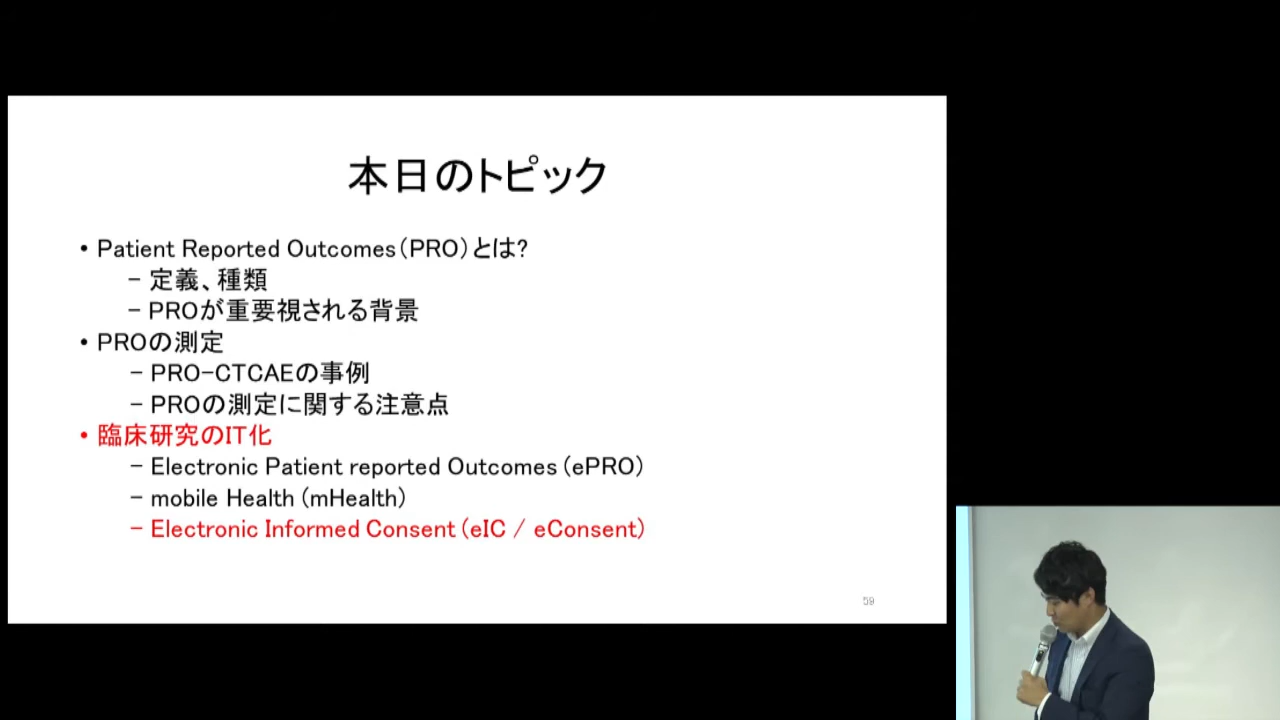 本日のトピック
• Patient Reported Outcomes（PRO）とは?
− 定義、種類
− PROが重要視される背景
• PROの測定
− PRO−CTCAEの事例
− PROの測定に関する注意点
• 臨床研究のIT化
− Electronic Patient reported Outcomes (ePRO)
− mobile Health (mHealth)
− Electronic Informed Consent (eIC / eConsent)
59